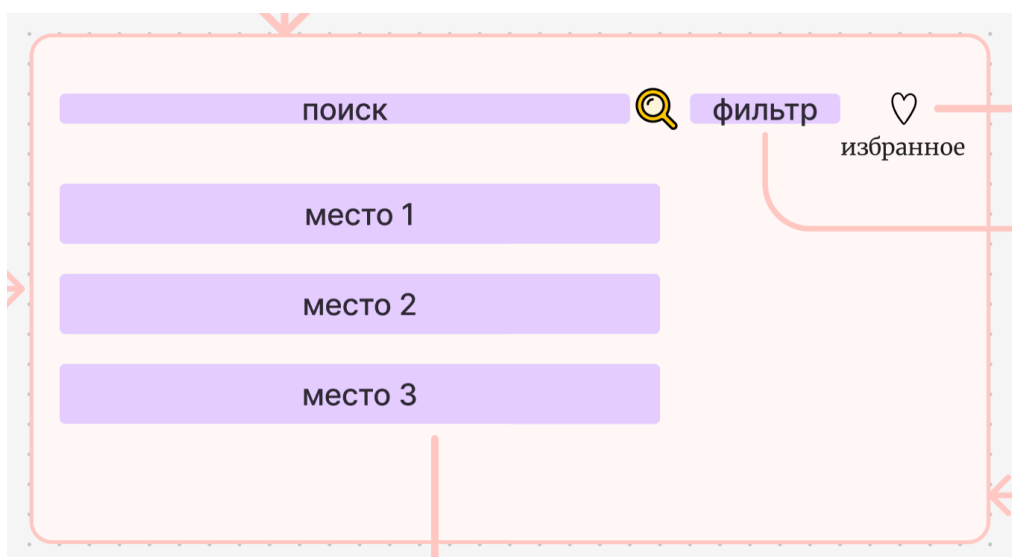 поиск
фильтр
избранное
место 1
место 2
место 3